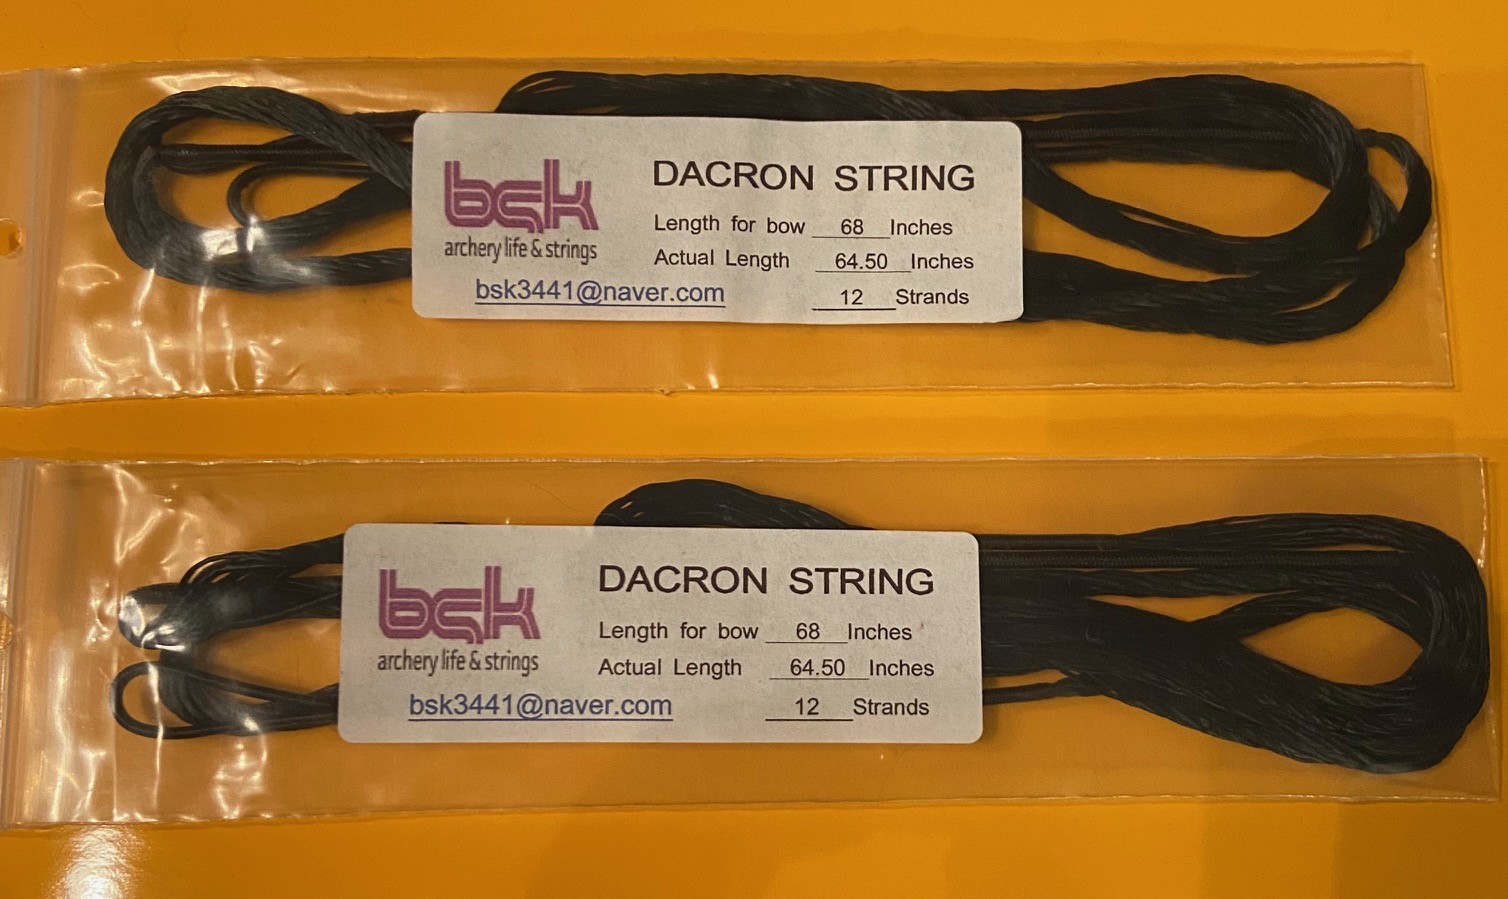 bsk
archery life & strings
bsk3441@naver.com
DACRON STRING
Length for bow 68 Inches
Actual Length 64.50 Inches
12 Strands
bsk
archery life & strings
bsk3441@naver.com
DACRON STRING
Length for bow 68 Inches
Actual Length 64.50 Inches
12 Strands